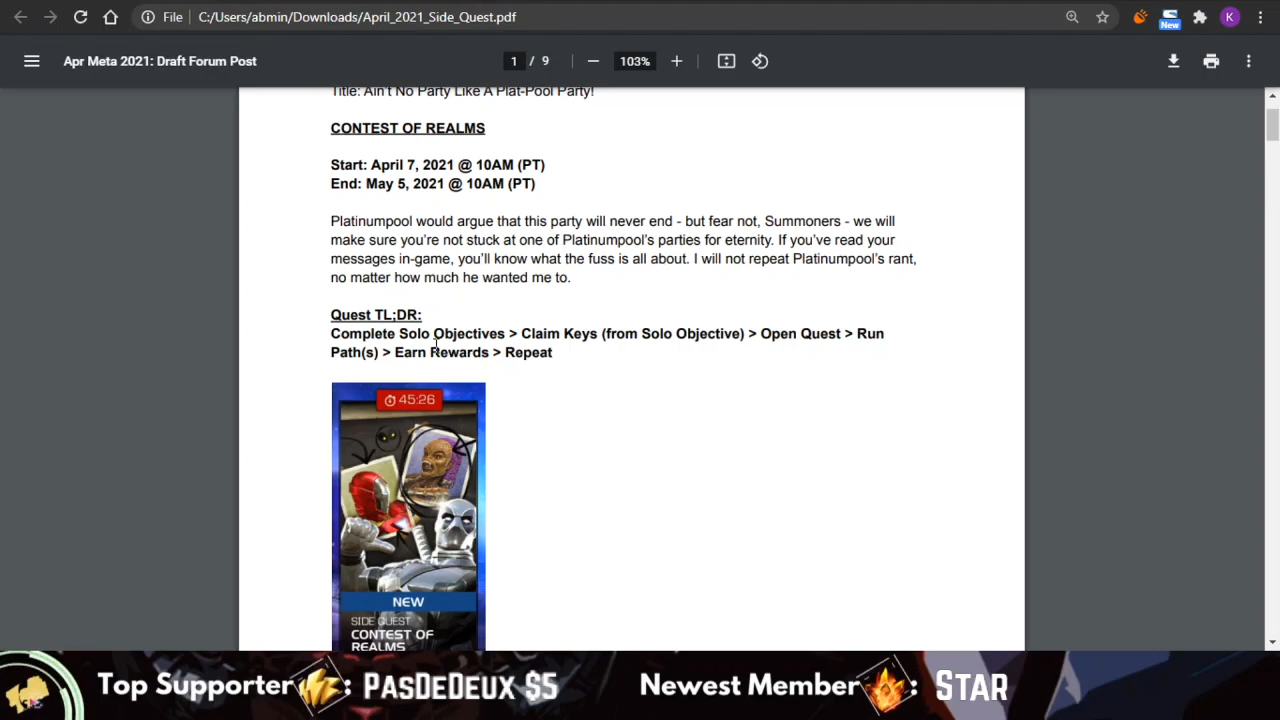 File
C:/Users/abmin/Downloads/April_2021_Side_Quest.pdf
New
K
Apr Meta 2021: Draft Forum Post
1 / 9
103%
Title: Ain't No Party Like A Plat-Pool Party!
CONTEST OF REALMS
Start: April 7, 2021 @ 10AM (PT)
End: May 5, 2021 @ 10AM (PT)
Platinumpool would argue that this party will never end - but fear not, Summoners - we will
make sure you're not stuck at one of Platinumpool's parties for eternity. If you've read your
messages in-game, you'll know what the fuss is all about. I will not repeat Platinumpool's rant,
no matter how much he wanted me to.
Quest TL;DR:
Complete Solo Objectives > Claim Keys (from Solo Objective) > Open Quest > Run
Path(s) > Earn Rewards > Repeat
45:26
NEW
SIDE QUEST
CONTEST OF
REALMS
Top Supporter : PasDeDeux $5
Newest Member : Star